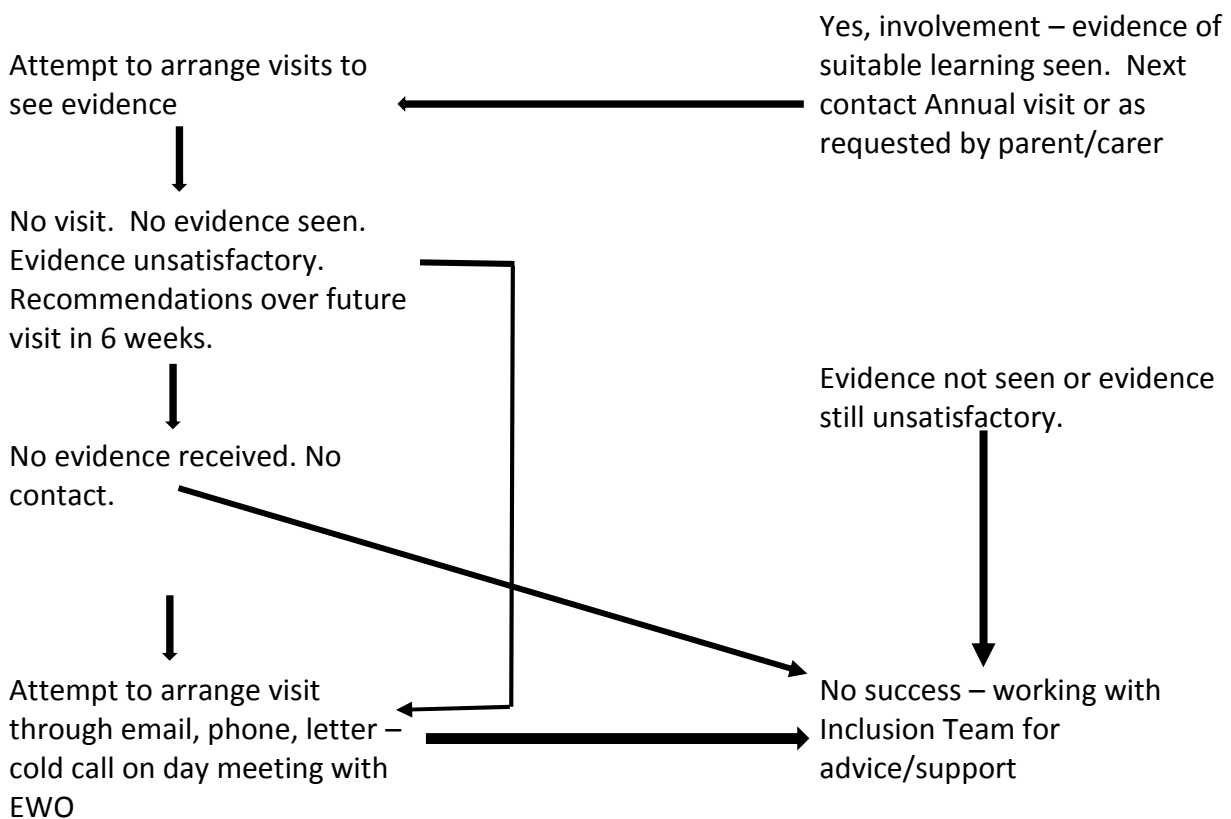 Attempt to arrange visits to
see evidence
Yes, involvement – evidence of
suitable learning seen.  Next
contact Annual visit or as
requested by parent/carer
No visit.  No evidence seen.
Evidence unsatisfactory.
Recommendations over future
visit in 6 weeks.
Evidence not seen or evidence
still unsatisfactory.
No evidence received. No
contact.
Attempt to arrange visit
through email, phone, letter –
cold call on day meeting with
EWO
No success – working with
Inclusion Team for
advice/support